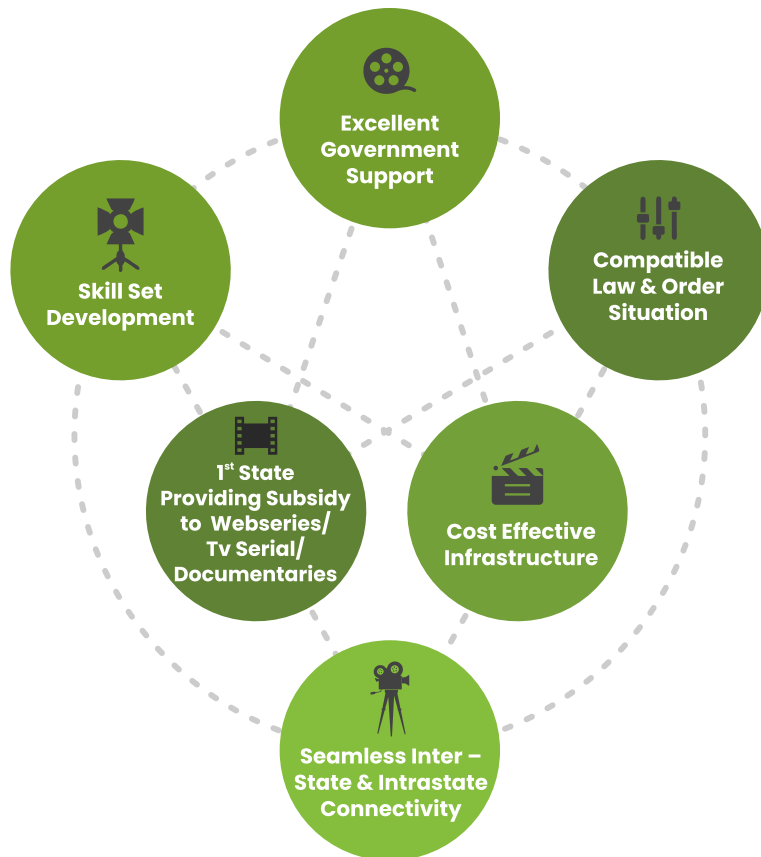 Excellent
Government
Support
Skill Set
Development
Compatible
Law & Order
Situation
1st State
Providing Subsidy
to Webseries/
Tv Serial/
Documentaries
Cost Effective
Infrastructure
Seamless Inter –
State & Intrastate
Connectivity